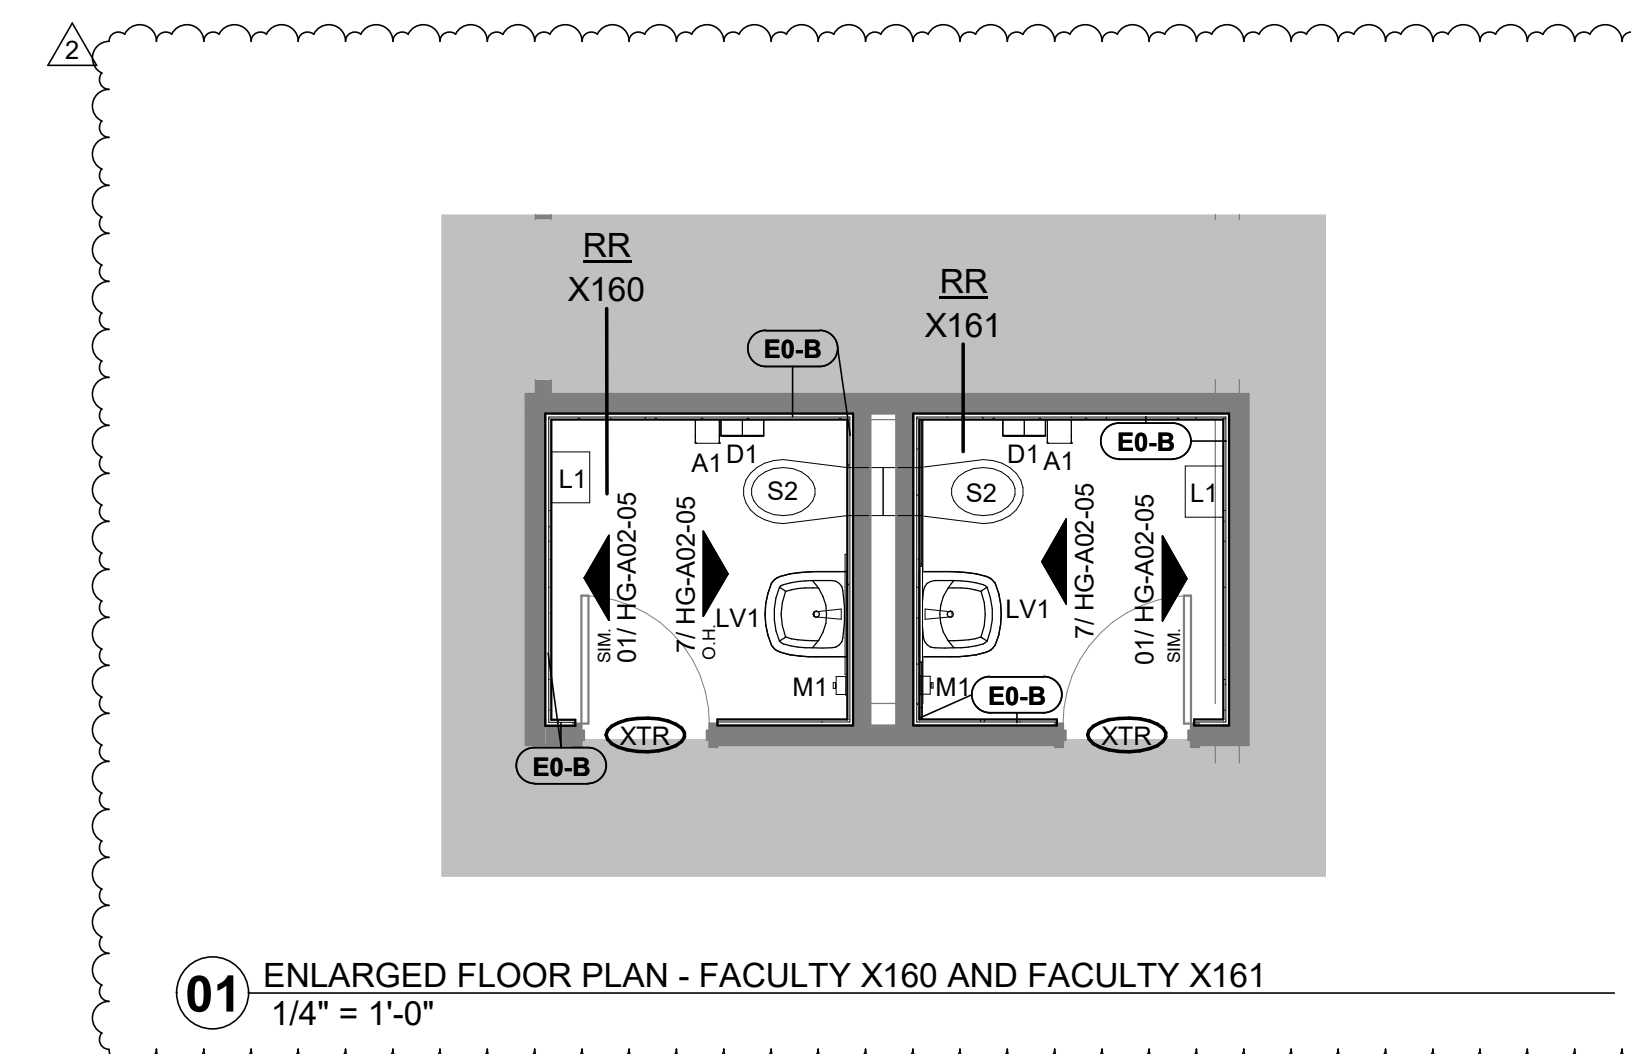 2
RR
X160
RR
X161
E0-B
E0-B
A1
D1
D1
A1
L1
S2
S2
L1
01/ HG-A02-05
SIM.
7/ HG-A02-05
O.H.
7/ HG-A02-05
01/ HG-A02-05
SIM.
LV1
LV1
M1
M1
E0-B
XTR
XTR
E0-B
01
ENLARGED FLOOR PLAN - FACULTY X160 AND FACULTY X161
1/4" = 1'-0"